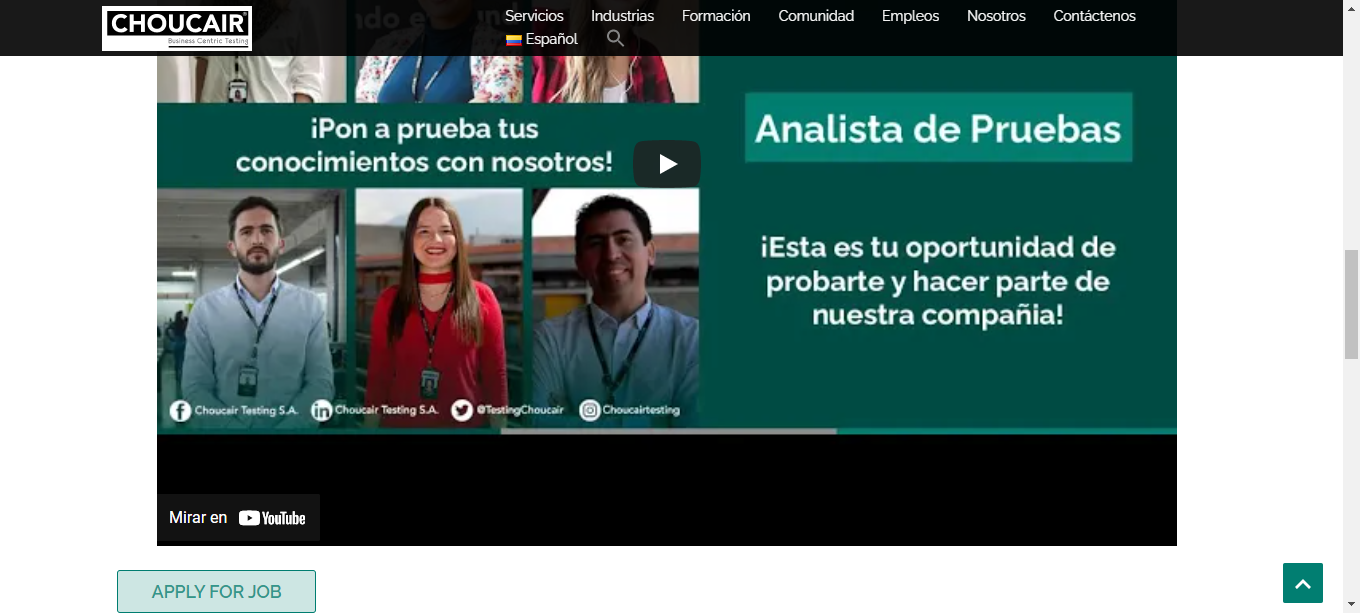 CHOUCAIR®
Business Centric Testing
Servicios Industrias Formación Comunidad Empleos Nosotros Contáctenos
Español
¡Pon a prueba tus
conocimientos con nosotros!
Analista de Pruebas
¡Esta es tu oportunidad de
probarte y hacer parte de
nuestra compañia!
Choucair Testing S.A. Choucair Testing S.A. @TestingChoucair Choucairtesting
Mirar en YouTube
APPLY FOR JOB